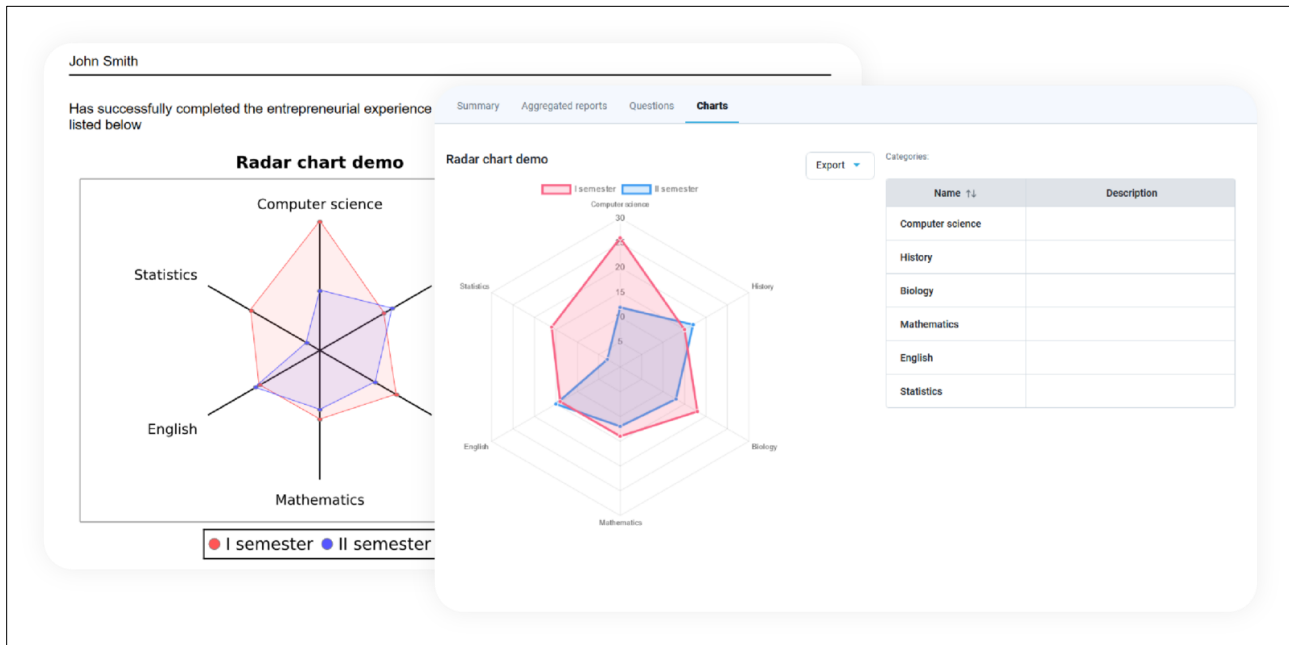 John Smith
Has successfully completed the entrepreneurial experience
listed below
Radar chart demo
Computer science
Statistics
English
Mathematics
I semester II semester
Summary Aggregated reports Questions Charts
Radar chart demo
Export
I semester II semester
Computer science
30
25
20
15
10
5
Statistics
History
English
Biology
Mathematics
Categories:
Name ↑↓ Description
Computer science
History
Biology
Mathematics
English
Statistics